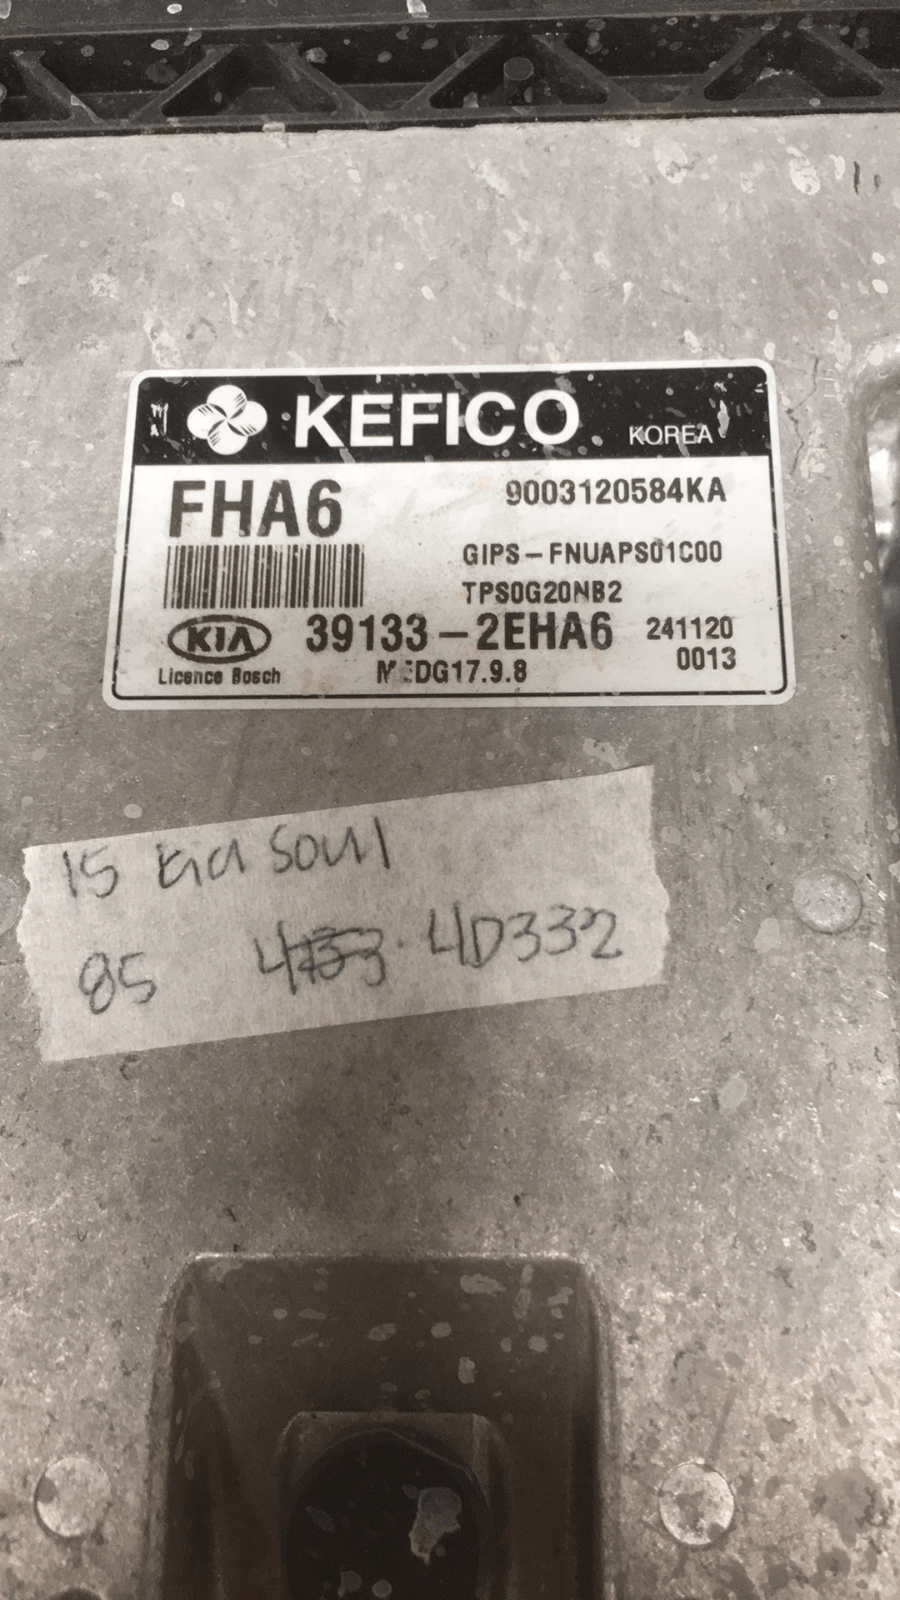 KEFICO KOREA
FHA6 9003120584KA
GIPS-FNUAPS01C00
TPS0G20NB2
KIA 39133-2EHA6 241120
Licence Bosch MEDG17.9.8 0013
15 Kia Soul
85 4D332